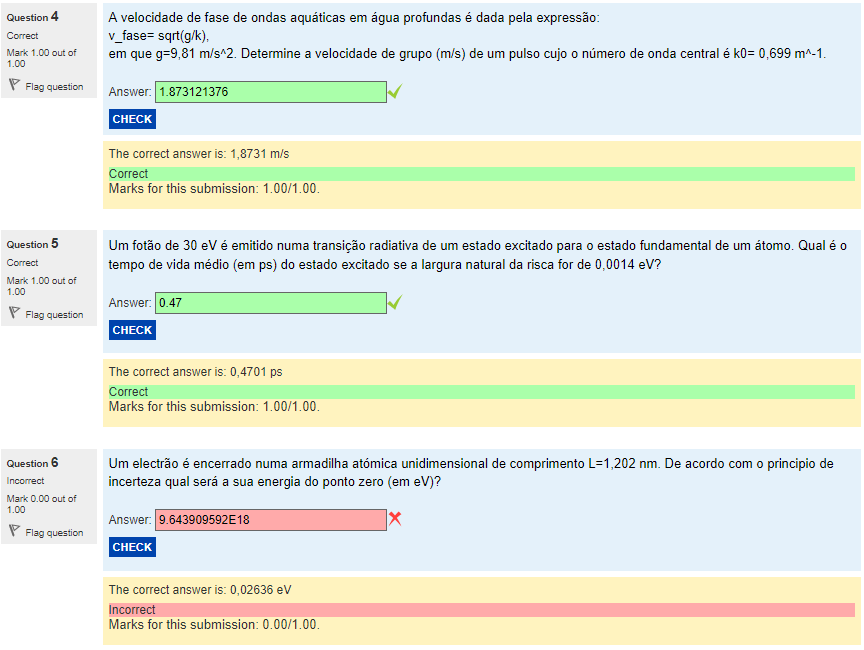 Question 4
Correct
Mark 1.00 out of
1.00
Flag question
A velocidade de fase de ondas aquáticas em água profundas é dada pela expressão:
v_fase= sqrt(g/k),
em que g=9,81 m/s^2. Determine a velocidade de grupo (m/s) de um pulso cujo o número de onda central é k0= 0,699 m^-1.
Answer: 1.873121376
CHECK
The correct answer is: 1,8731 m/s
Correct
Marks for this submission: 1.00/1.00.
Question 5
Correct
Mark 1.00 out of
1.00
Flag question
Um fotão de 30 eV é emitido numa transição radiativa de um estado excitado para o estado fundamental de um átomo. Qual é o
tempo de vida médio (em ps) do estado excitado se a largura natural da risca for de 0,0014 eV?
Answer: 0.47
CHECK
The correct answer is: 0,4701 ps
Correct
Marks for this submission: 1.00/1.00.
Question 6
Incorrect
Mark 0.00 out of
1.00
Flag question
Um electrão é encerrado numa armadilha atómica unidimensional de comprimento L=1,202 nm. De acordo com o principio de
incerteza qual será a sua energia do ponto zero (em eV)?
Answer: 9.643909592E18
CHECK
The correct answer is: 0,02636 eV
Incorrect
Marks for this submission: 0.00/1.00.